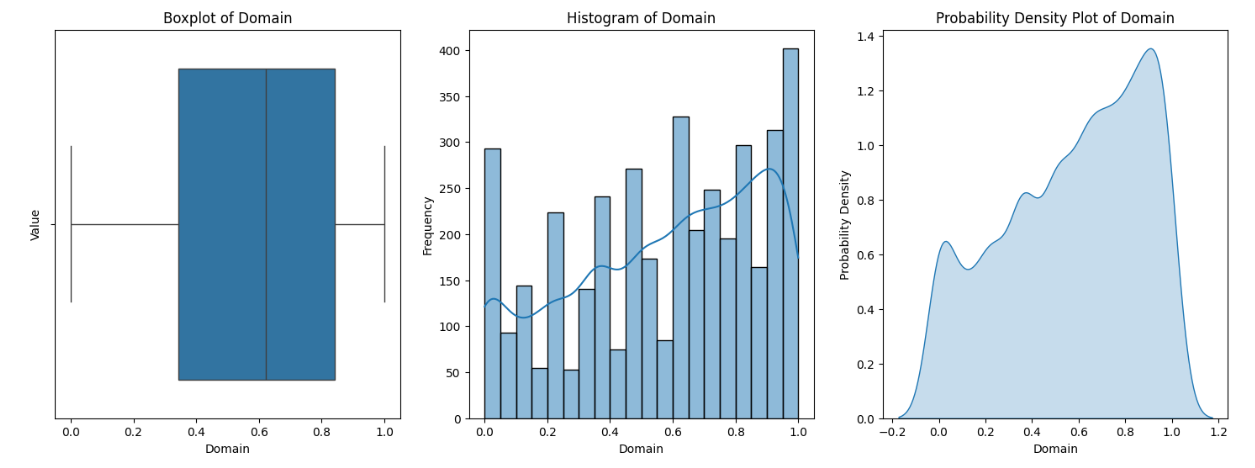 Boxplot of Domain
Value
0.0 0.2 0.4 0.6 0.8 1.0
Domain
Histogram of Domain
Frequency
400
350
300
250
200
150
100
50
0
0.0 0.2 0.4 0.6 0.8 1.0
Domain
Probability Density Plot of Domain
Probability Density
1.4
1.2
1.0
0.8
0.6
0.4
0.2
0.0
−0.2 0.0 0.2 0.4 0.6 0.8 1.0 1.2
Domain